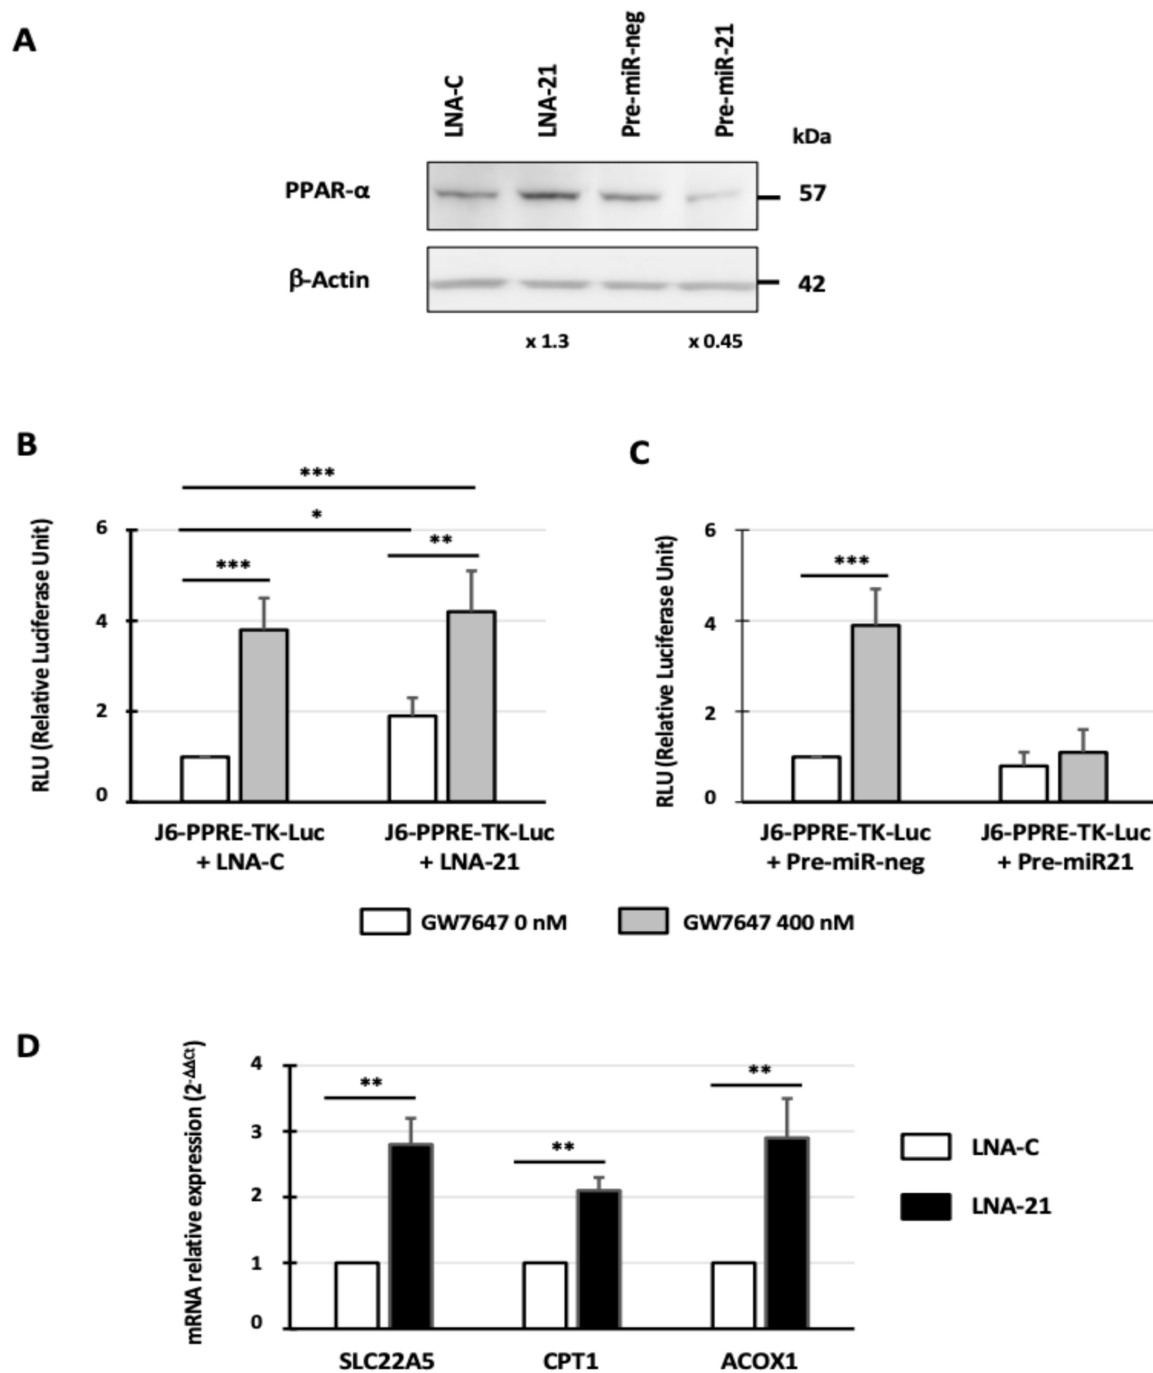 A
LNA-C
LNA-21
Pre-miR-neg
Pre-miR-21
kDa
PPAR-α
57
β-Actin
42
x 1.3
x 0.45
B
RLU (Relative Luciferase Unit)
***
*
***
**
6
4
2
0
J6-PPRE-TK-Luc
+ LNA-C
J6-PPRE-TK-Luc
+ LNA-21
C
RLU (Relative Luciferase Unit)
***
6
4
2
0
J6-PPRE-TK-Luc
+ Pre-miR-neg
J6-PPRE-TK-Luc
+ Pre-miR21
GW7647 0 nM
GW7647 400 nM
D
mRNA relative expression (2-ΔΔCt)
4
3
2
1
0
**
**
**
SLC22A5
CPT1
ACOX1
LNA-C
LNA-21